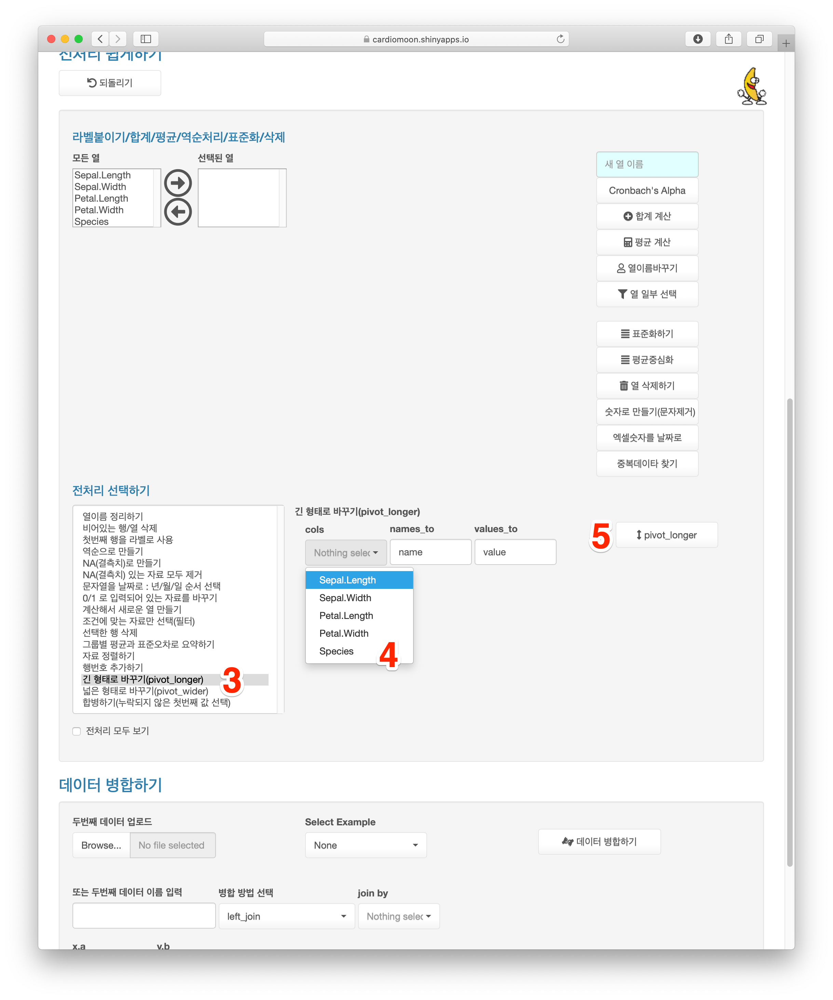 cardiomoon.shinyapps.io
전처리 쉽게하기
되돌리기
라벨붙이기/합계/평균/역순처리/표준화/삭제
모든 열
선택된 열
Sepal.Length
Sepal.Width
Petal.Length
Petal.Width
Species
새 열 이름
Cronbach's Alpha
합계 계산
평균 계산
열이름바꾸기
열 일부 선택
표준화하기
평균중심화
열 삭제하기
숫자로 만들기(문자제거)
엑셀숫자를 날짜로
중복데이타 찾기
전처리 선택하기
열이름 정리하기
비어있는 행/열 삭제
첫번째 행을 라벨로 사용
역순으로 만들기
NA(결측치)로 만들기
NA(결측치) 있는 자료 모두 제거
문자열을 날짜로 : 년/월/일 순서 선택
0/1 로 입력되어 있는 자료를 바꾸기
계산해서 새로운 열 만들기
조건에 맞는 자료만 선택(필터)
선택한 행 삭제
그룹별 평균과 표준오차로 요약하기
자료 정렬하기
행번호 추가하기
긴 형태로 바꾸기(pivot_longer)
3
넓은 형태로 바꾸기(pivot_wider)
합병하기(누락되지 않은 첫번째 값 선택)
전처리 모두 보기
긴 형태로 바꾸기(pivot_longer)
cols
names_to
values_to
Nothing selec
name
value
5
pivot_longer
Sepal.Length
Sepal.Width
Petal.Length
Petal.Width
Species
4
데이터 병합하기
두번째 데이터 업로드
Select Example
Browse...
No file selected
None
데이터 병합하기
또는 두번째 데이터 이름 입력
병합 방법 선택
join by
left_join
Nothing selec
x.a
y.b